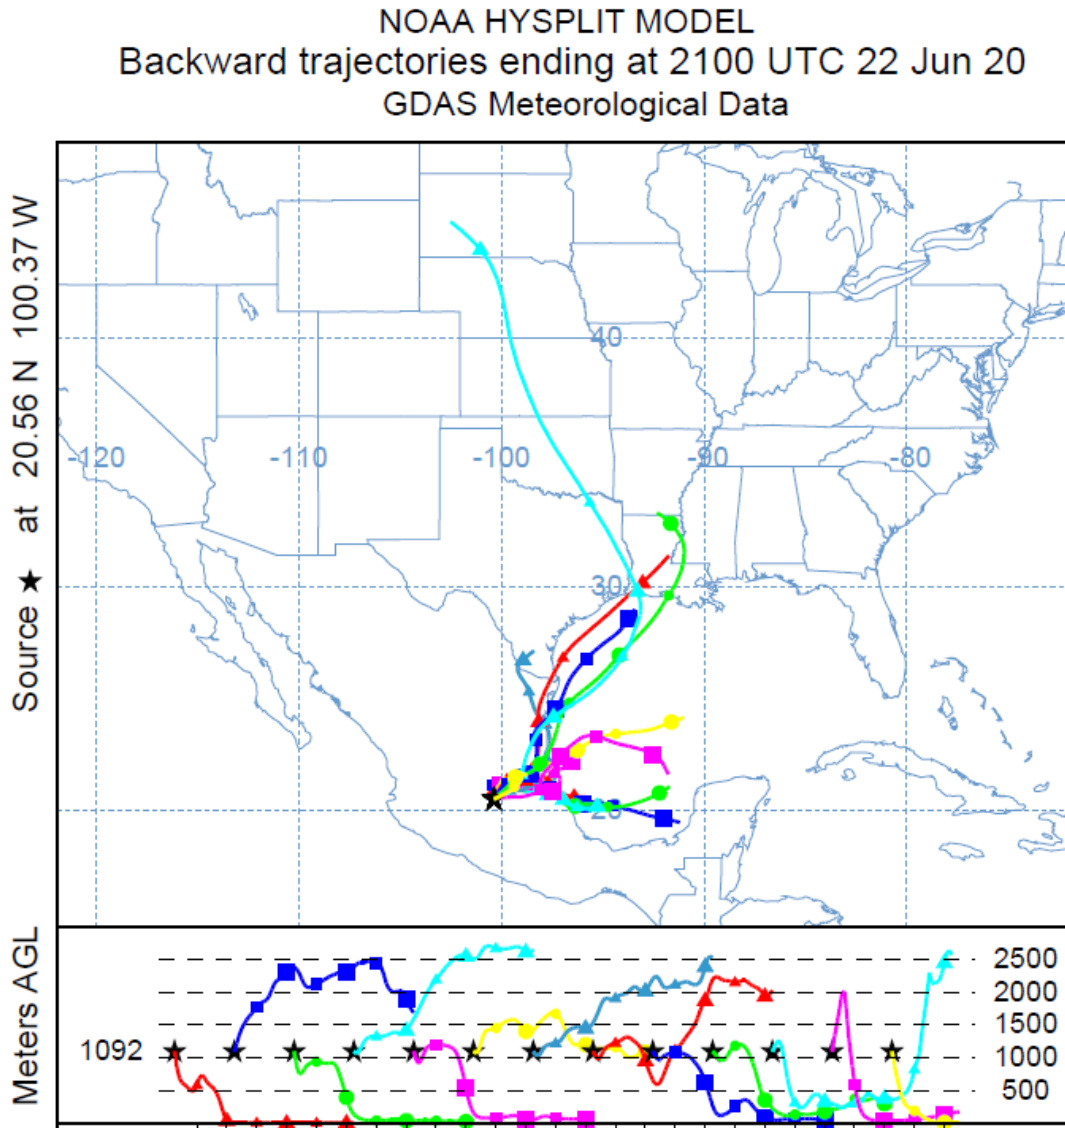 NOAA HYSPLIT MODEL
Backward trajectories ending at 2100 UTC 22 Jun 20
GDAS Meteorological Data
Source ★ at 20.56 N 100.37 W
40
-120
-110
-100
-90
-80
30
20
Meters AGL
1092
2500
2000
1500
1000
500